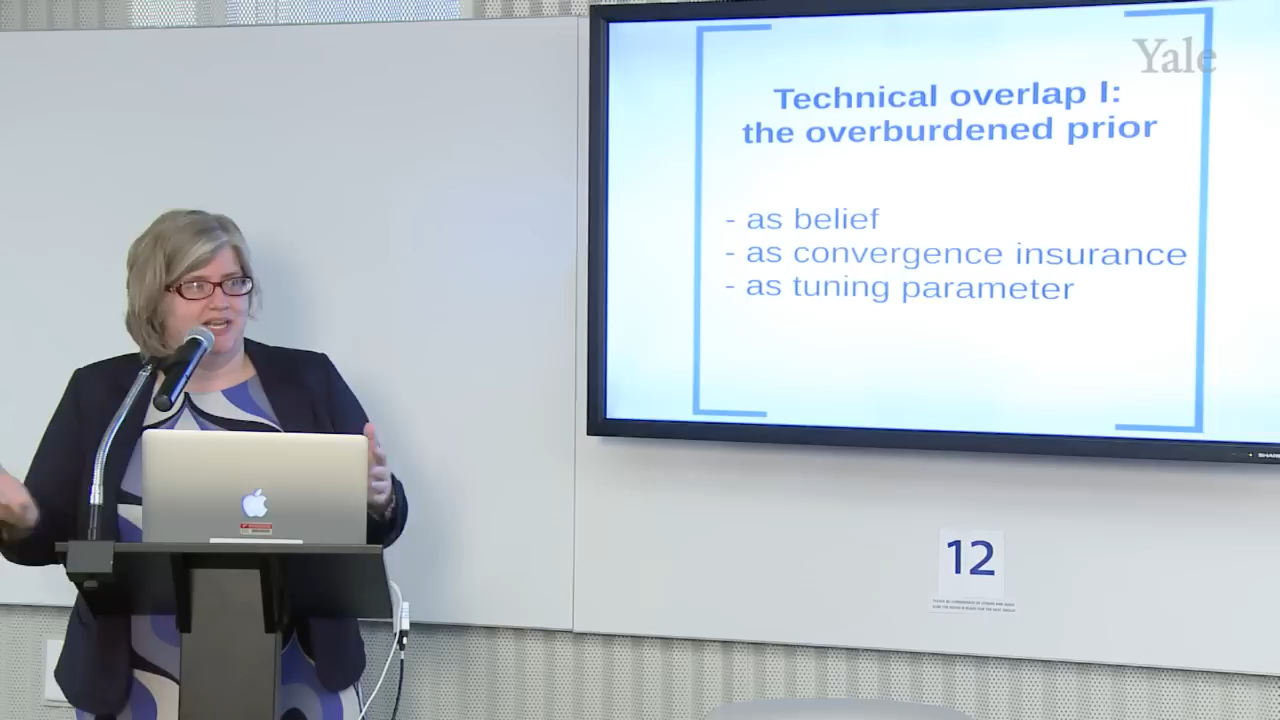 Yale
Technical overlap I:
the overburdened prior
- as belief
- as convergence insurance
- as tuning parameter
12